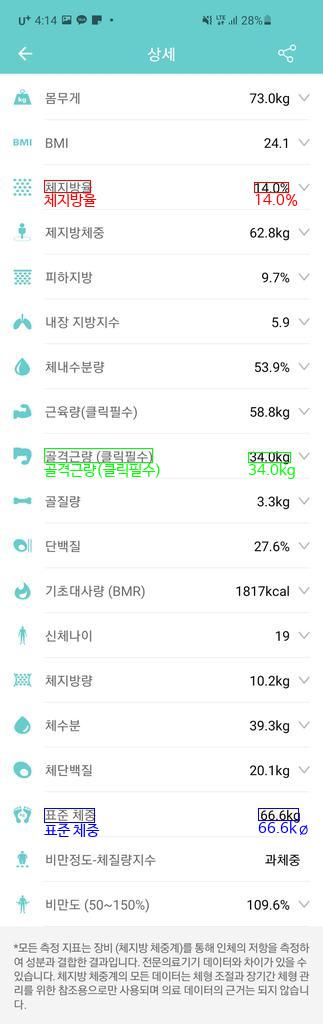 U+ 4:14 LTE 28%
상세
kg 몸무게 73.0kg
BMI BMI 24.1
체지방율 14.0%
체지방율 14.0%
제지방체중 62.8kg
피하지방 9.7%
내장 지방지수 5.9
체내수분량 53.9%
근육량(클릭필수) 58.8kg
골격근량 (클릭필수) 34.0kg
골격근량(클릭필수) 34.0kg
골질량 3.3kg
단백질 27.6%
기초대사량 (BMR) 1817kcal
신체나이 19
체지방량 10.2kg
체수분 39.3kg
체단백질 20.1kg
표준 체중 66.6kg
표준 체중 66.6kø
비만정도-체질량지수 과체중
비만도 (50~150%) 109.6%
*모든 측정 지표는 장비 (체지방 체중계)를 통해 인체의 저항을 측정하
여 성분과 결합한 결과입니다. 전문의료기기 데이터와 차이가 있을 수
있습니다. 체지방 체중계의 모든 데이터는 체형 조절과 장기간 체형 관
리를 위한 참조용으로만 사용되며 의료 데이터의 근거는 되지 않습니
다.